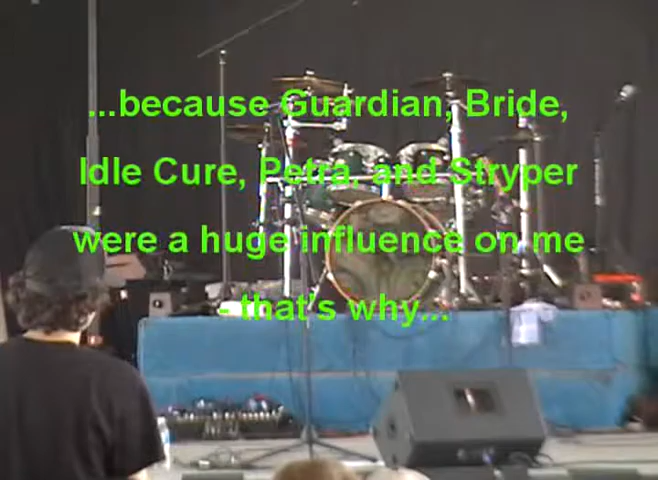 ...because Guardian, Bride,
Idle Cure, Petra, and Stryper
were a huge influence on me
- that's why...